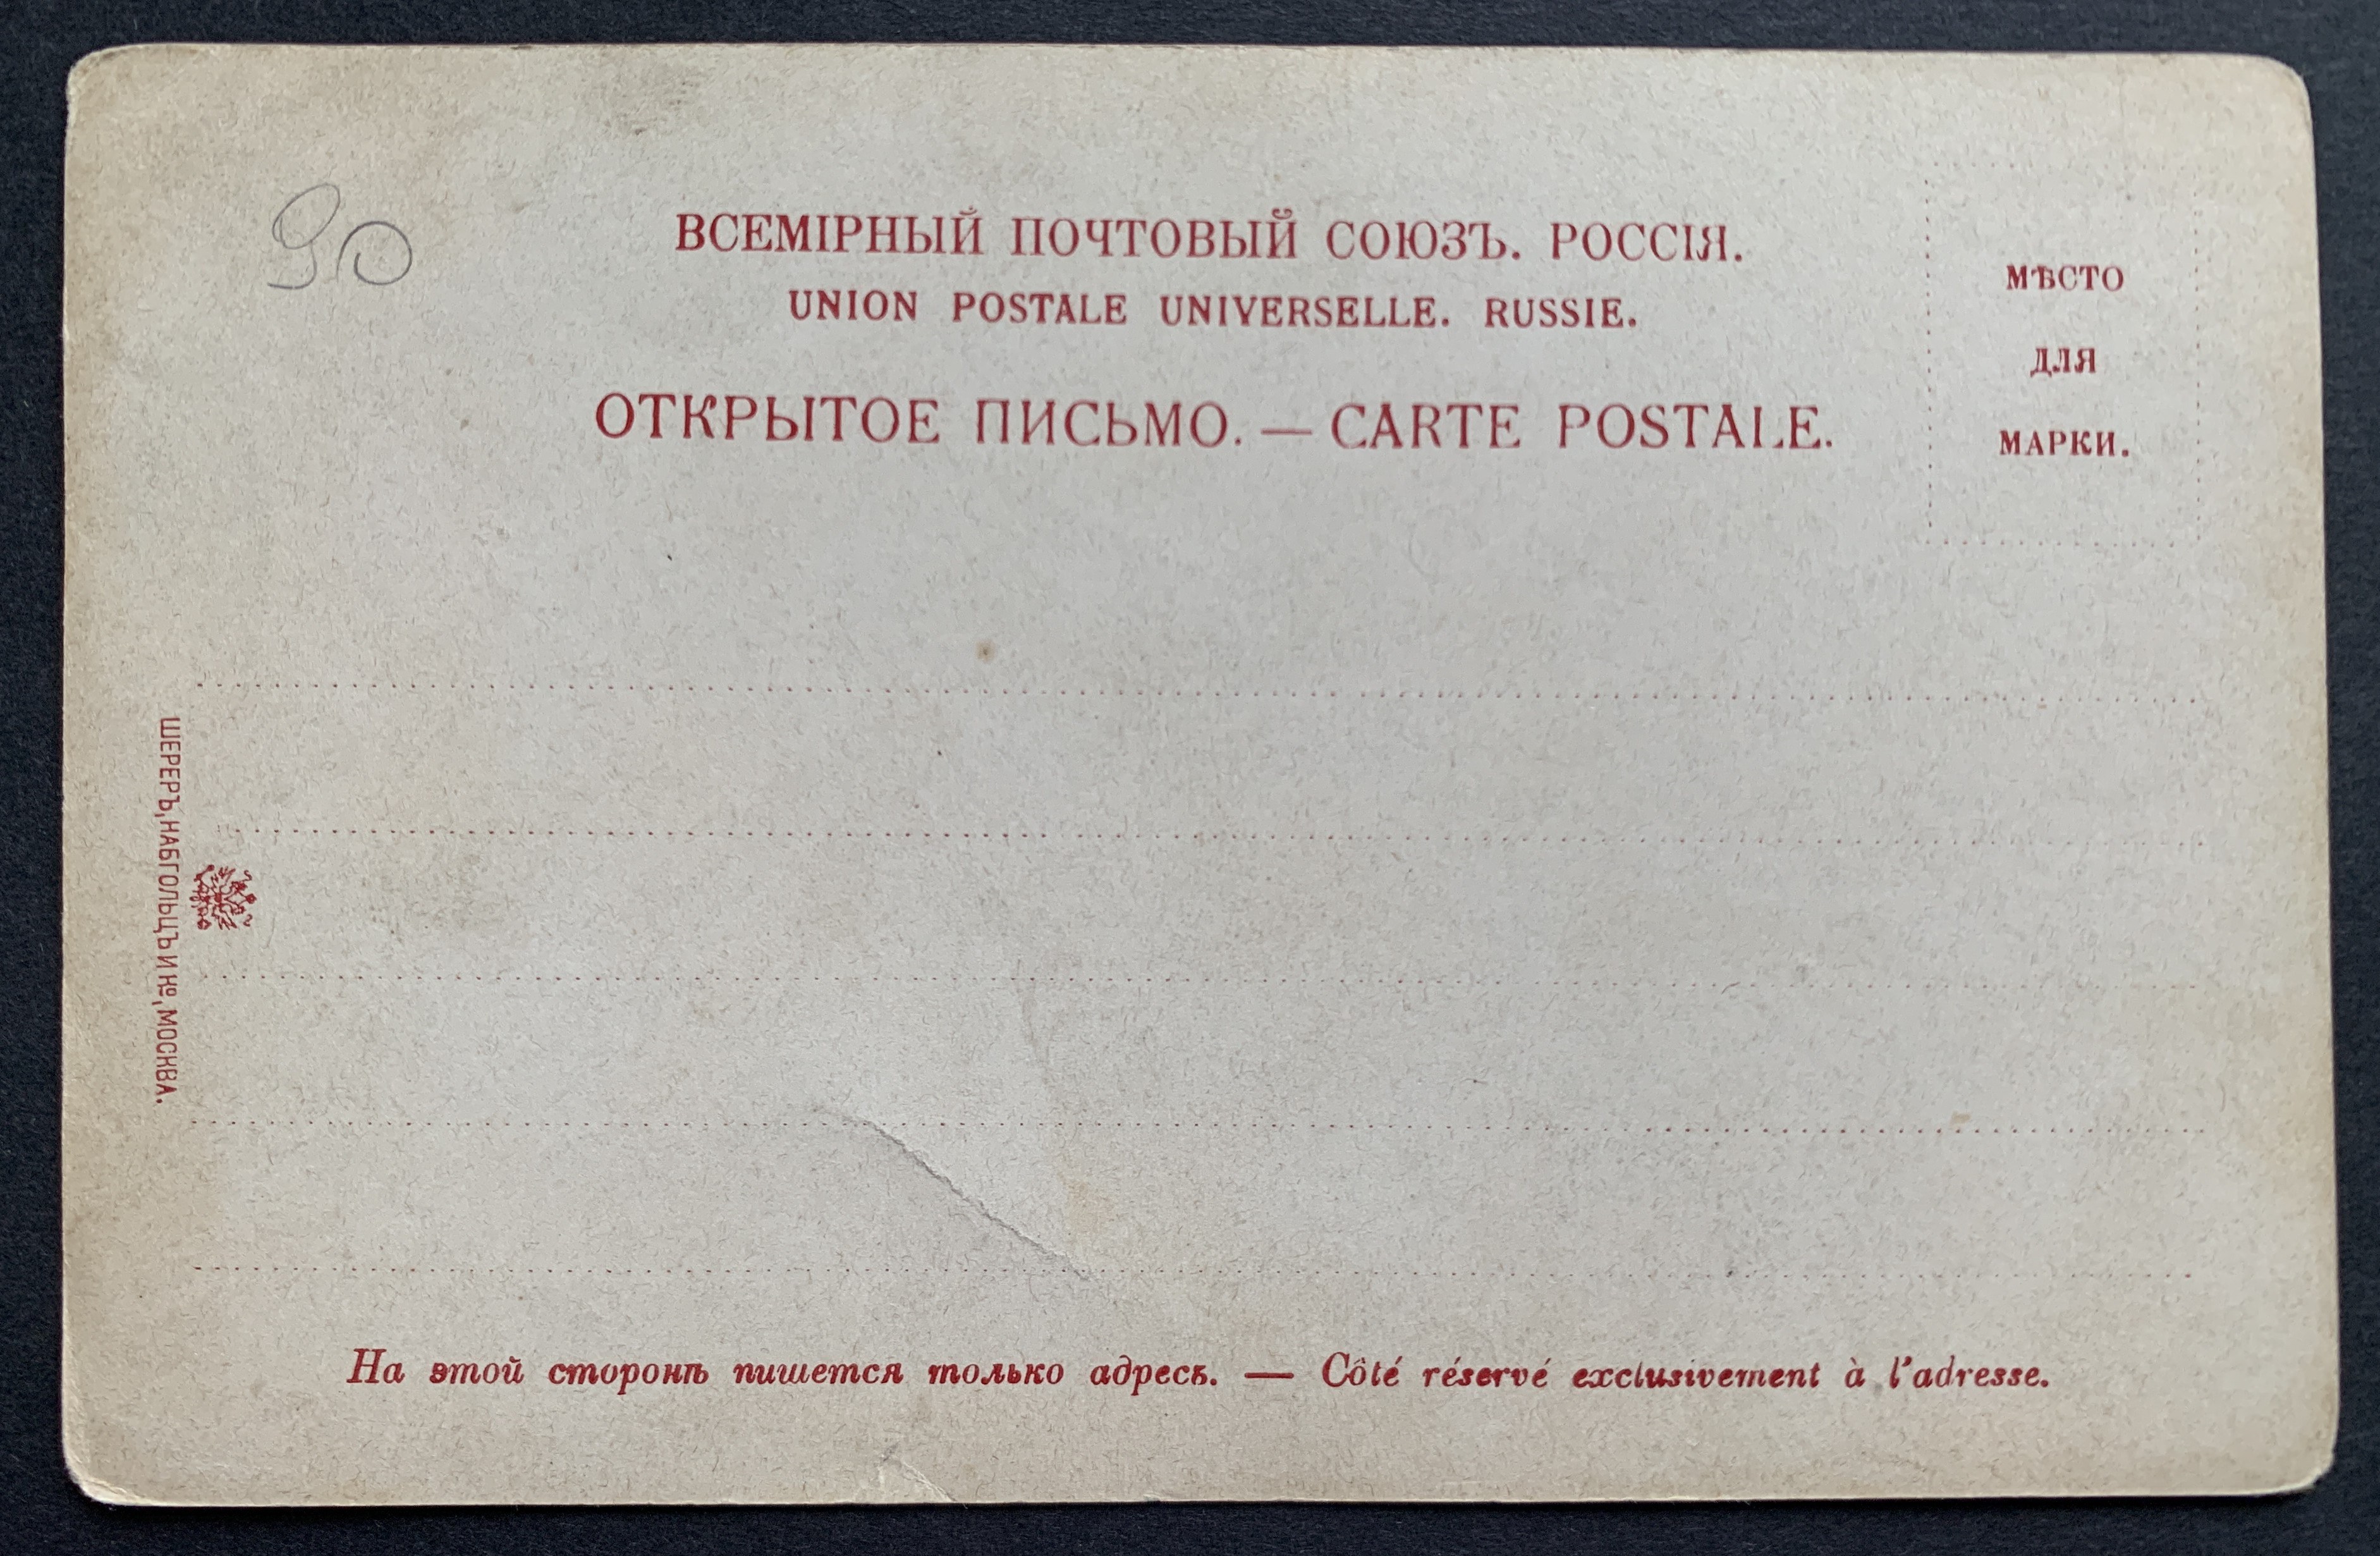 90
ВСЕМІРНЫЙ ПОЧТОВЫЙ СОЮЗЪ. РОССІЯ.
UNION POSTALE UNIVERSELLE. RUSSIE.
ОТКРЫТОЕ ПИСЬМО. — CARTE POSTALE.
МѢСТО
ДЛЯ
МАРКИ.
ШЕРЕРЪ, НАБГОЛЬЦЪ И Кº, МОСКВА.
На этой сторонѣ пишется только адресъ. — Côté réservé exclusivement à l'adresse.